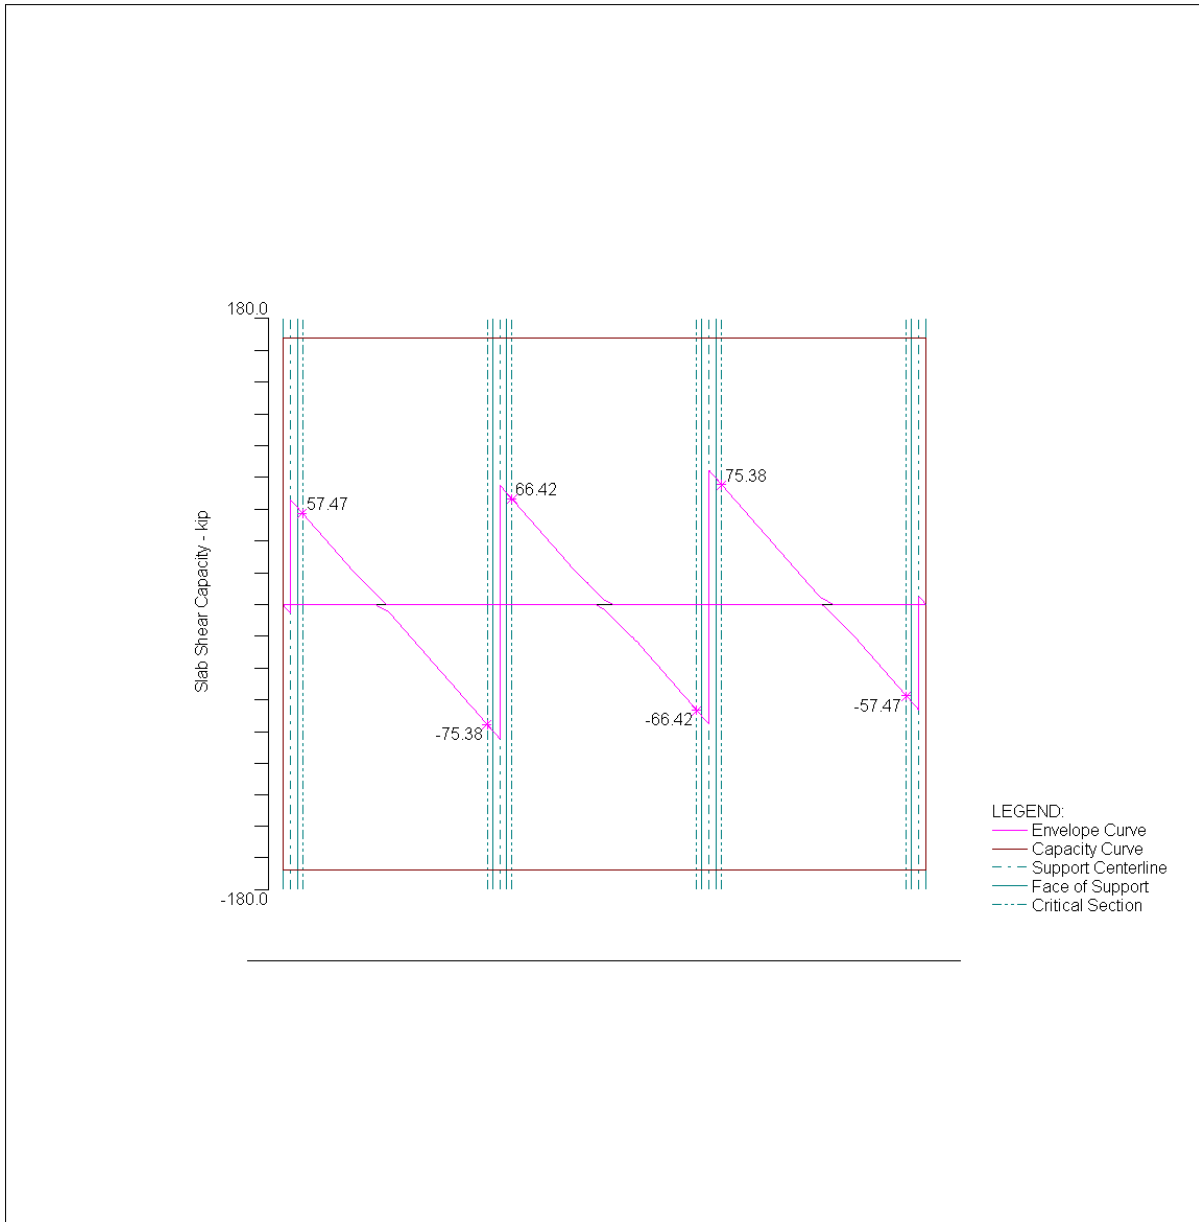 180.0
57.47
66.42
75.38
Slab Shear Capacity - kip
-75.38
-66.42
-57.47
-180.0
LEGEND:
Envelope Curve
Capacity Curve
Support Centerline
Face of Support
Critical Section